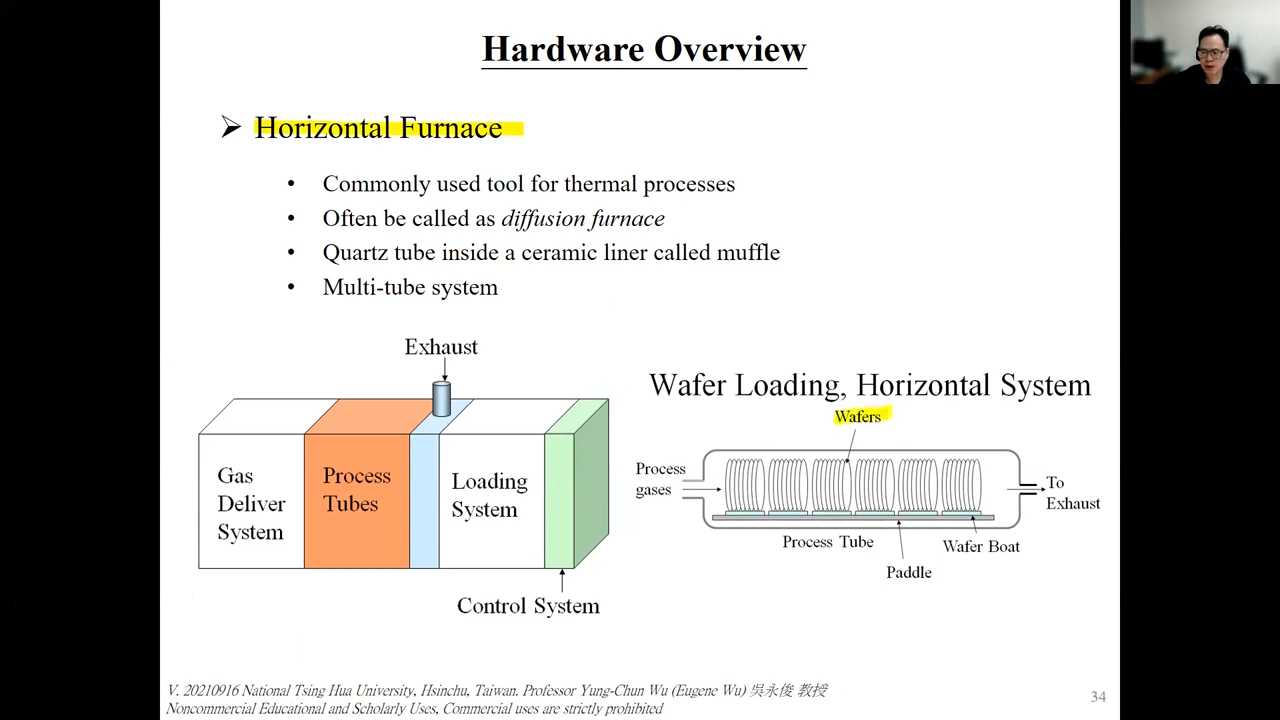 Hardware Overview
➢ Horizontal Furnace
• Commonly used tool for thermal processes
• Often be called as diffusion furnace
• Quartz tube inside a ceramic liner called muffle
• Multi-tube system
Exhaust
Gas
Deliver
System
Process
Tubes
Loading
System
Control System
Wafer Loading, Horizontal System
Wafers
Process
gases
To
Exhaust
Process Tube
Wafer Boat
Paddle
V. 20210916 National Tsing Hua University, Hsinchu, Taiwan. Professor Yung-Chun Wu (Eugene Wu) 吳永俊 教授
Noncommercial Educational and Scholarly Uses, Commercial uses are strictly prohibited
34